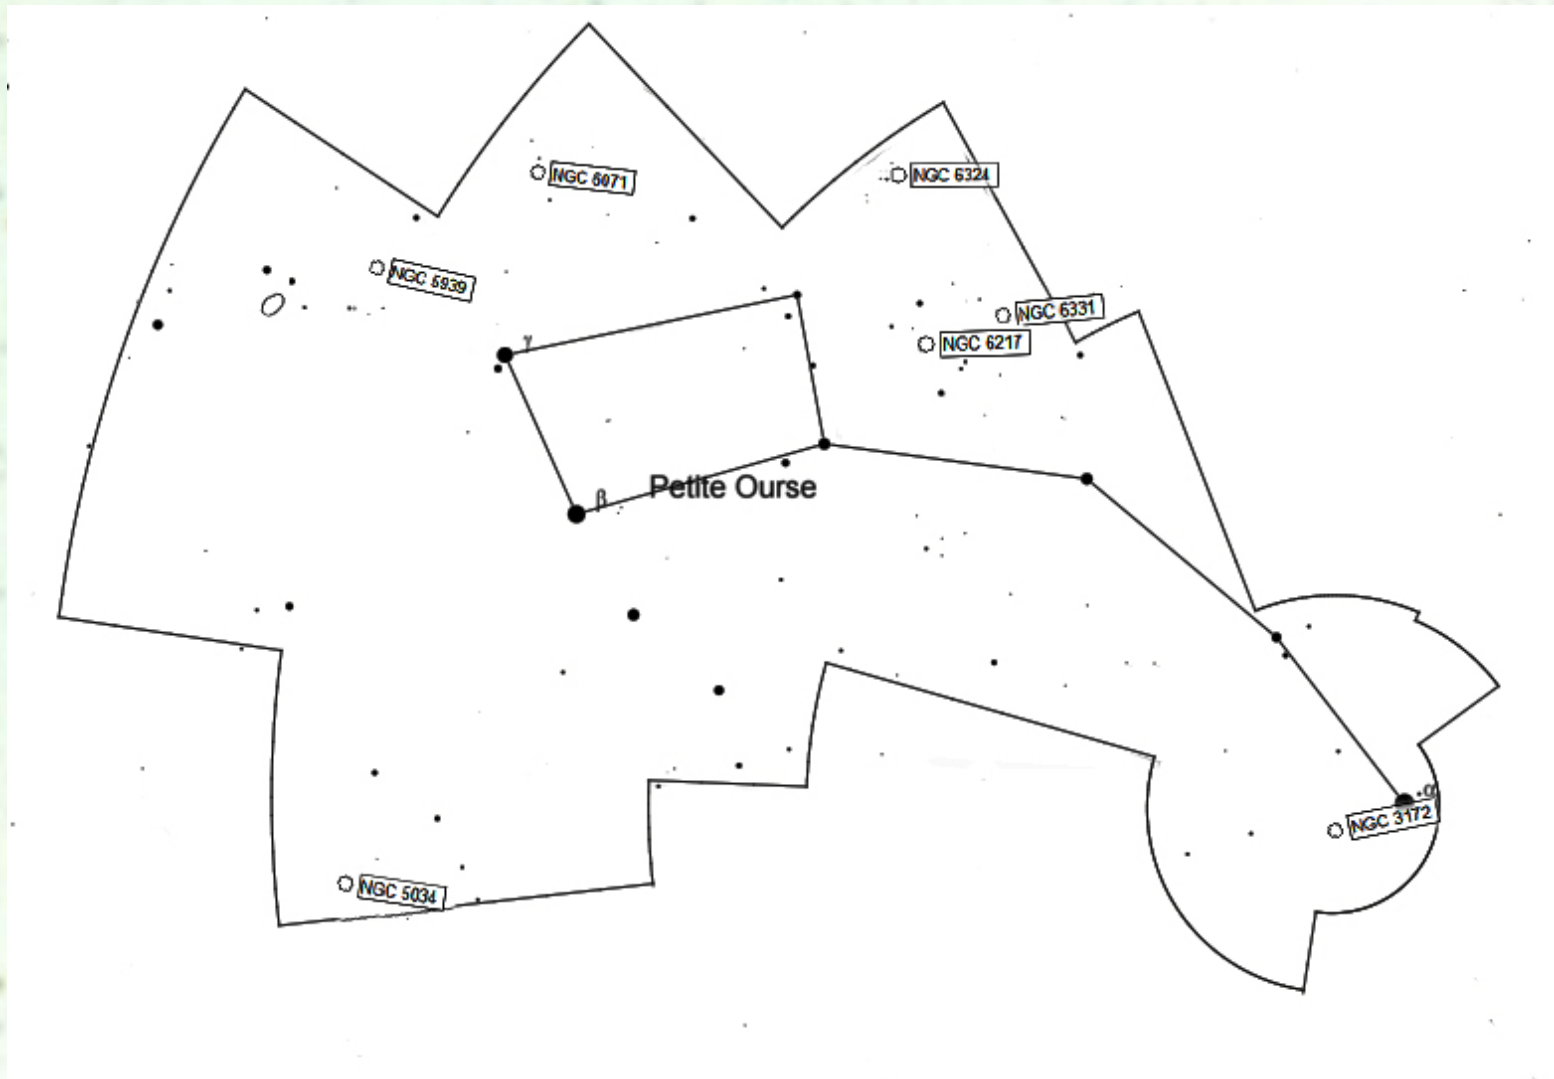 NGC 6071
NGC 6324
NGC 5939
NGC 6331
γ
NGC 6217
β
Petite Ourse
α
NGC 3172
NGC 5034